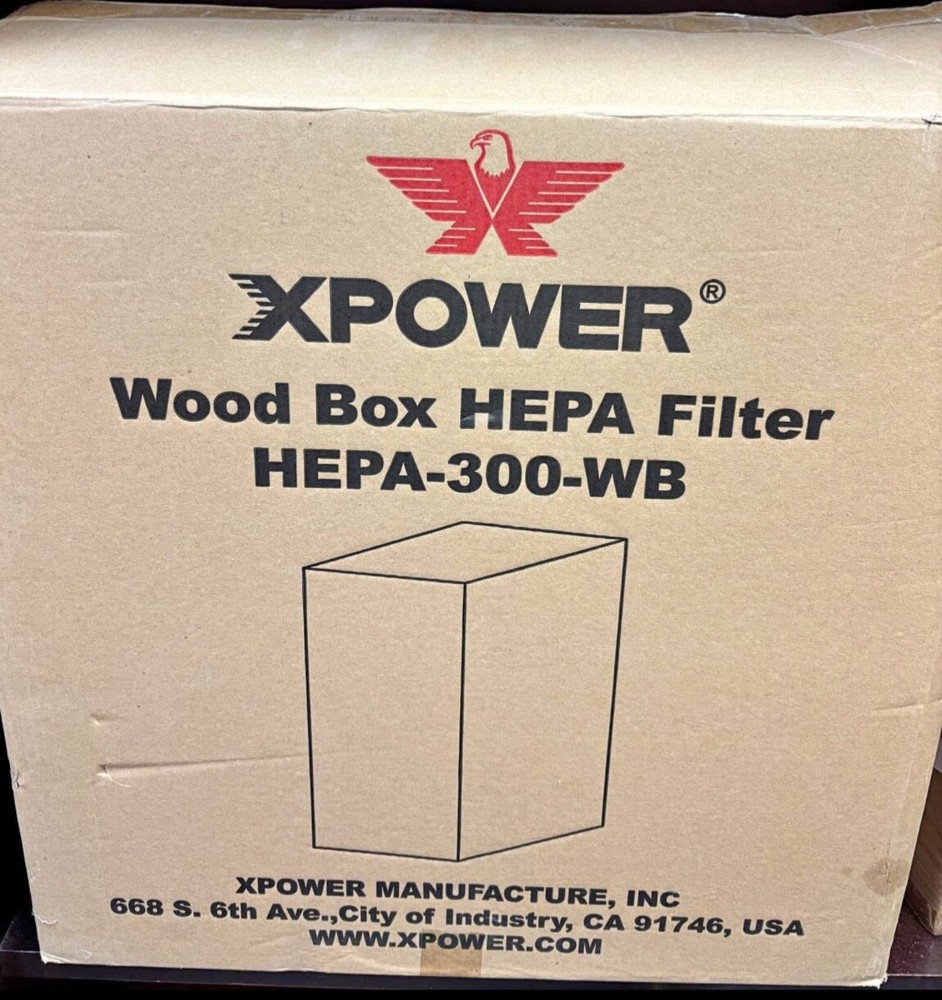 XPOWER®
Wood Box HEPA Filter
HEPA-300-WB
XPOWER MANUFACTURE, INC
668 S. 6th Ave.,City of Industry, CA 91746, USA
WWW.XPOWER.COM